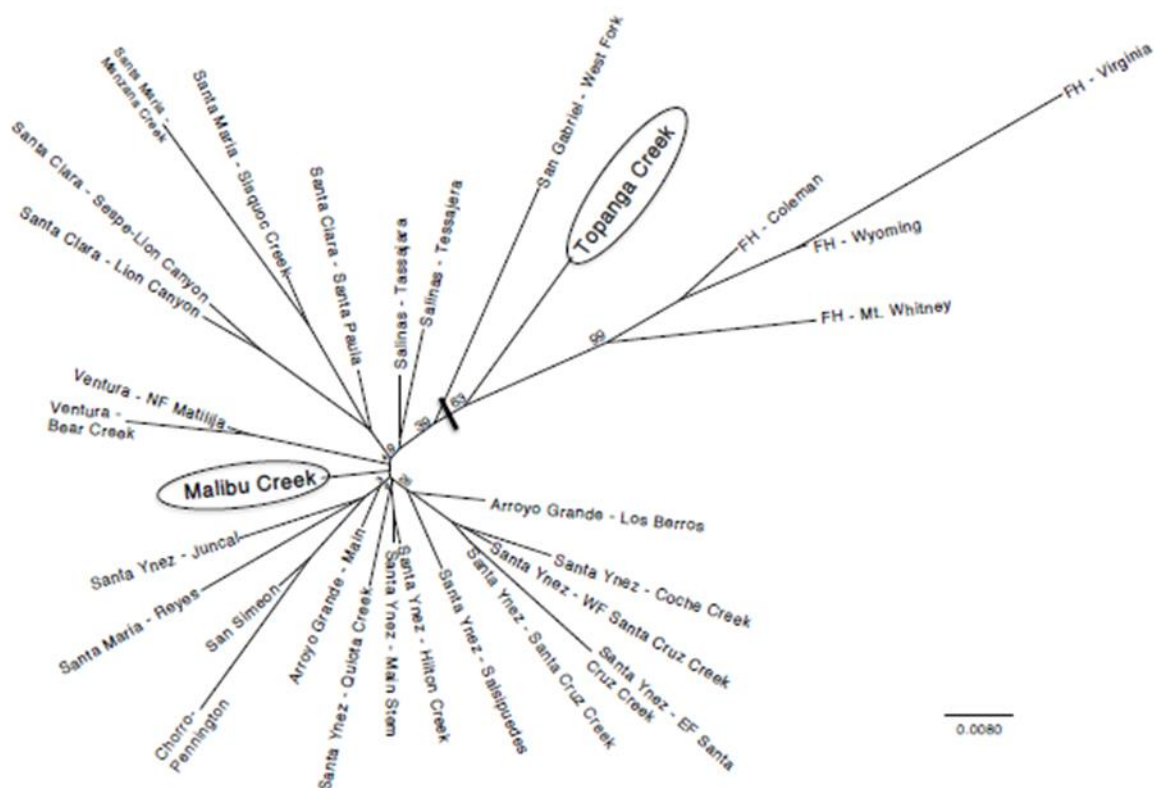 Santa Maria -
Manzana Creek
Santa Maria - Sisquoc Creek
San Gabriel - West Fork
FH - Virginia
Santa Clara - Sespe-Lion Canyon
Santa Clara - Lion Canyon
Santa Clara - Santa Paula
Salinas - Tassajara
Salinas - Tessajera
Topanga Creek
FH - Coleman
FH - Wyoming
FH - Mt. Whitney
99
63
39
Ventura - NF Matilija
Ventura -
Bear Creek
Malibu Creek
Arroyo Grande - Los Berros
Santa Ynez - Juncal
Santa Maria - Reyes
San Simeon
Chorro-
Pennington
Arroyo Grande - Main
Santa Ynez - Quiota Creek
Santa Ynez - Main Stem
Santa Ynez - Hilton Creek
Santa Ynez - Salsipuedes
Santa Ynez - Santa Cruz Creek
Santa Ynez - EF Santa
Cruz Creek
Santa Ynez - WF Santa Cruz Creek
Santa Ynez - Coche Creek
0.0080